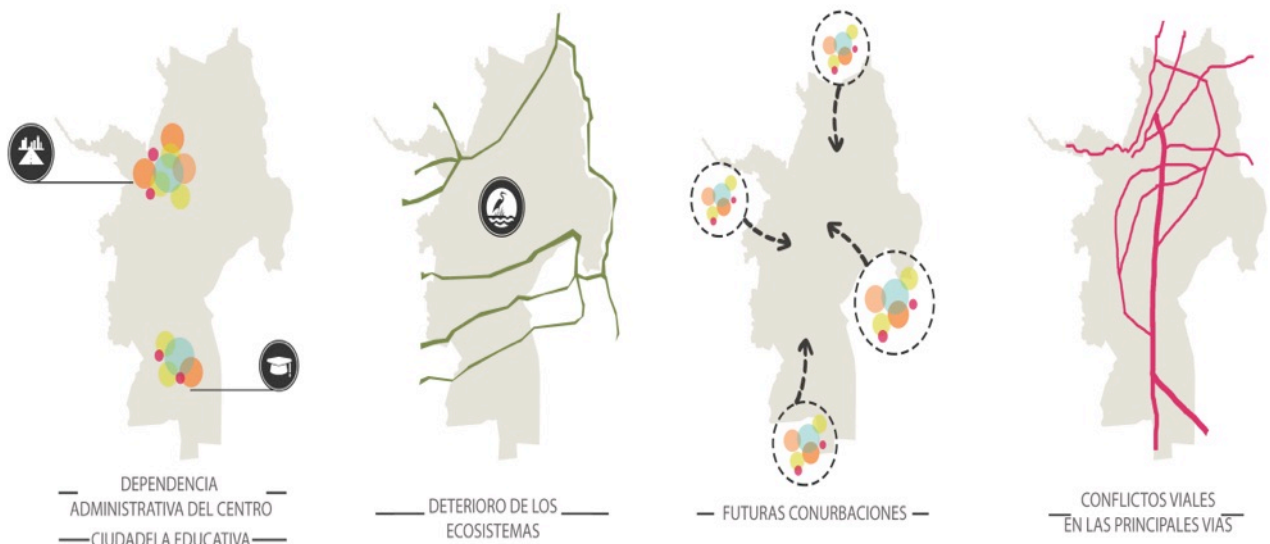 DEPENDENCIA
ADMINISTRATIVA DEL CENTRO
CIUDADELA EDUCATIVA
DETERIORO DE LOS
ECOSISTEMAS
FUTURAS CONURBACIONES
CONFLICTOS VIALES
EN LAS PRINCIPALES VIAS